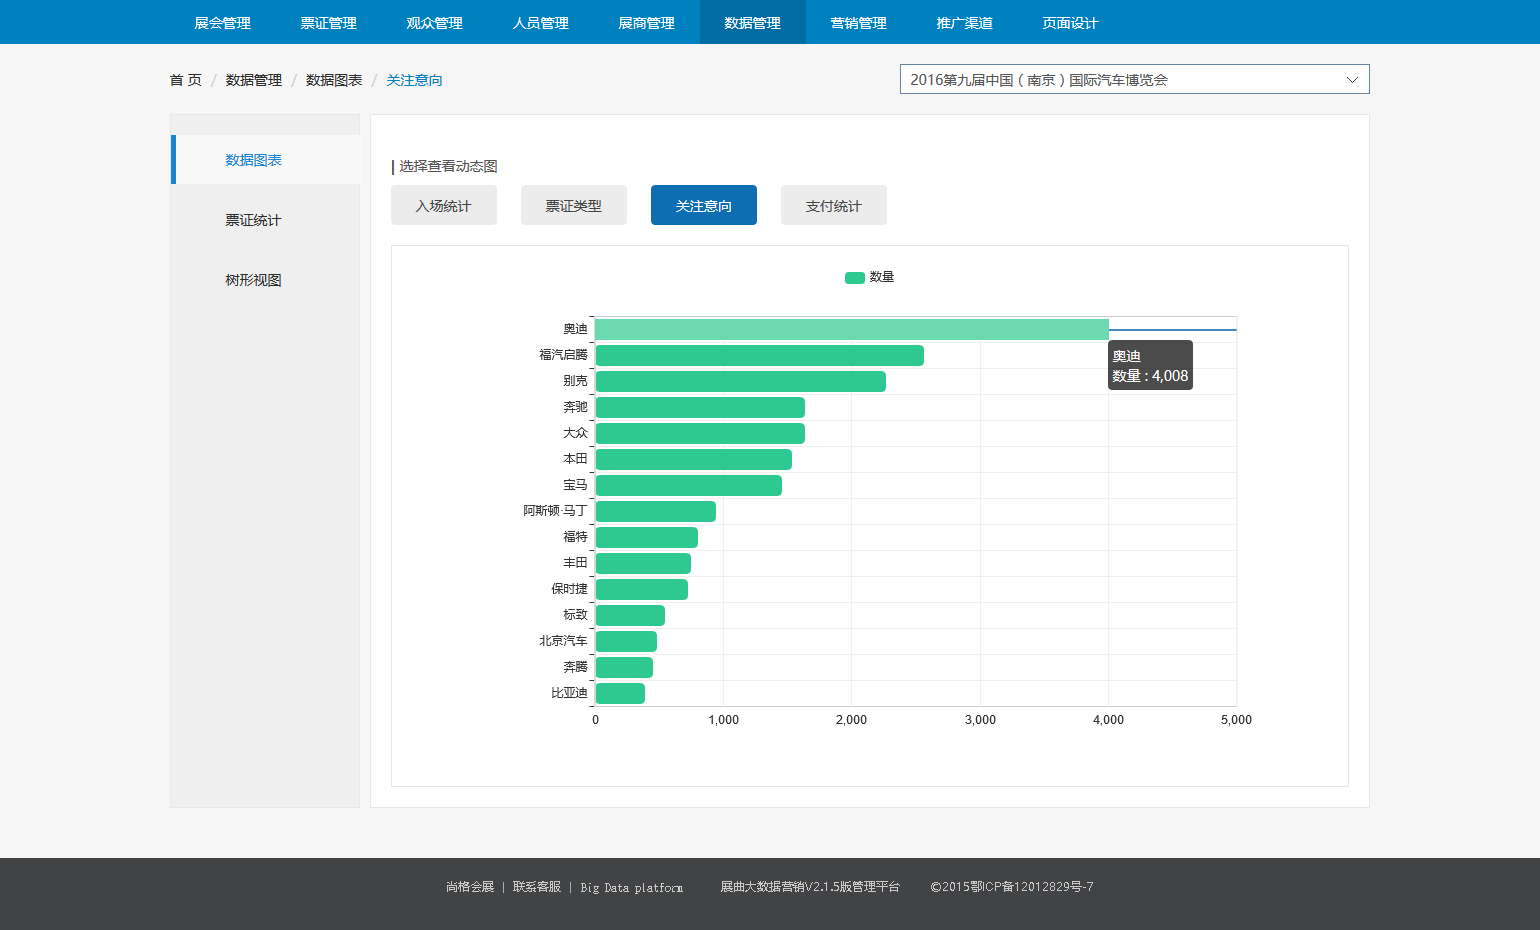 展会管理 票证管理 观众管理 人员管理 展商管理 数据管理 营销管理 推广渠道 页面设计
首 页 / 数据管理 / 数据图表 / 关注意向
2016第九届中国（南京）国际汽车博览会
数据图表
票证统计
树形视图
选择查看动态图
入场统计 票证类型 关注意向 支付统计
数量
奥迪
福汽启腾
别克
奔驰
大众
本田
宝马
阿斯顿·马丁
福特
丰田
保时捷
标致
北京汽车
奔腾
比亚迪
奥迪
数量 : 4,008
0 1,000 2,000 3,000 4,000 5,000
尚格会展 | 联系客服 | Big Data platform 展曲大数据营销V2.1.5版管理平台 ©2015鄂ICP备12012829号-7